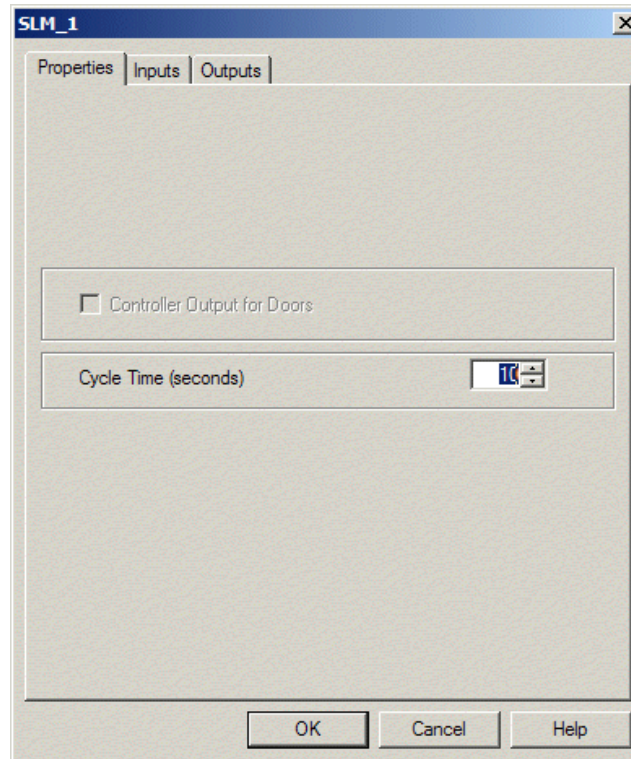 SLM_1
Properties Inputs Outputs
Controller Output for Doors
Cycle Time (seconds) 10
OK Cancel Help